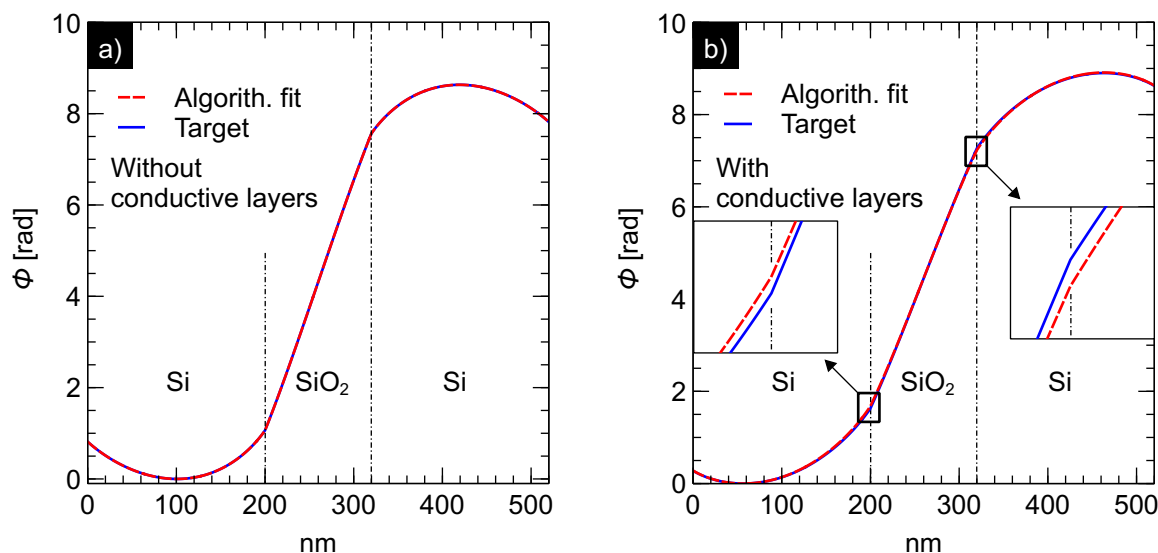 a)
Algorith. fit
Target
Without
conductive layers
Φ [rad]
10
8
6
4
2
0
Si
SiO₂
Si
0 100 200 300 400 500
nm
b)
Algorith. fit
Target
With
conductive layers
Φ [rad]
10
8
6
4
2
0
Si
SiO₂
Si
0 100 200 300 400 500
nm